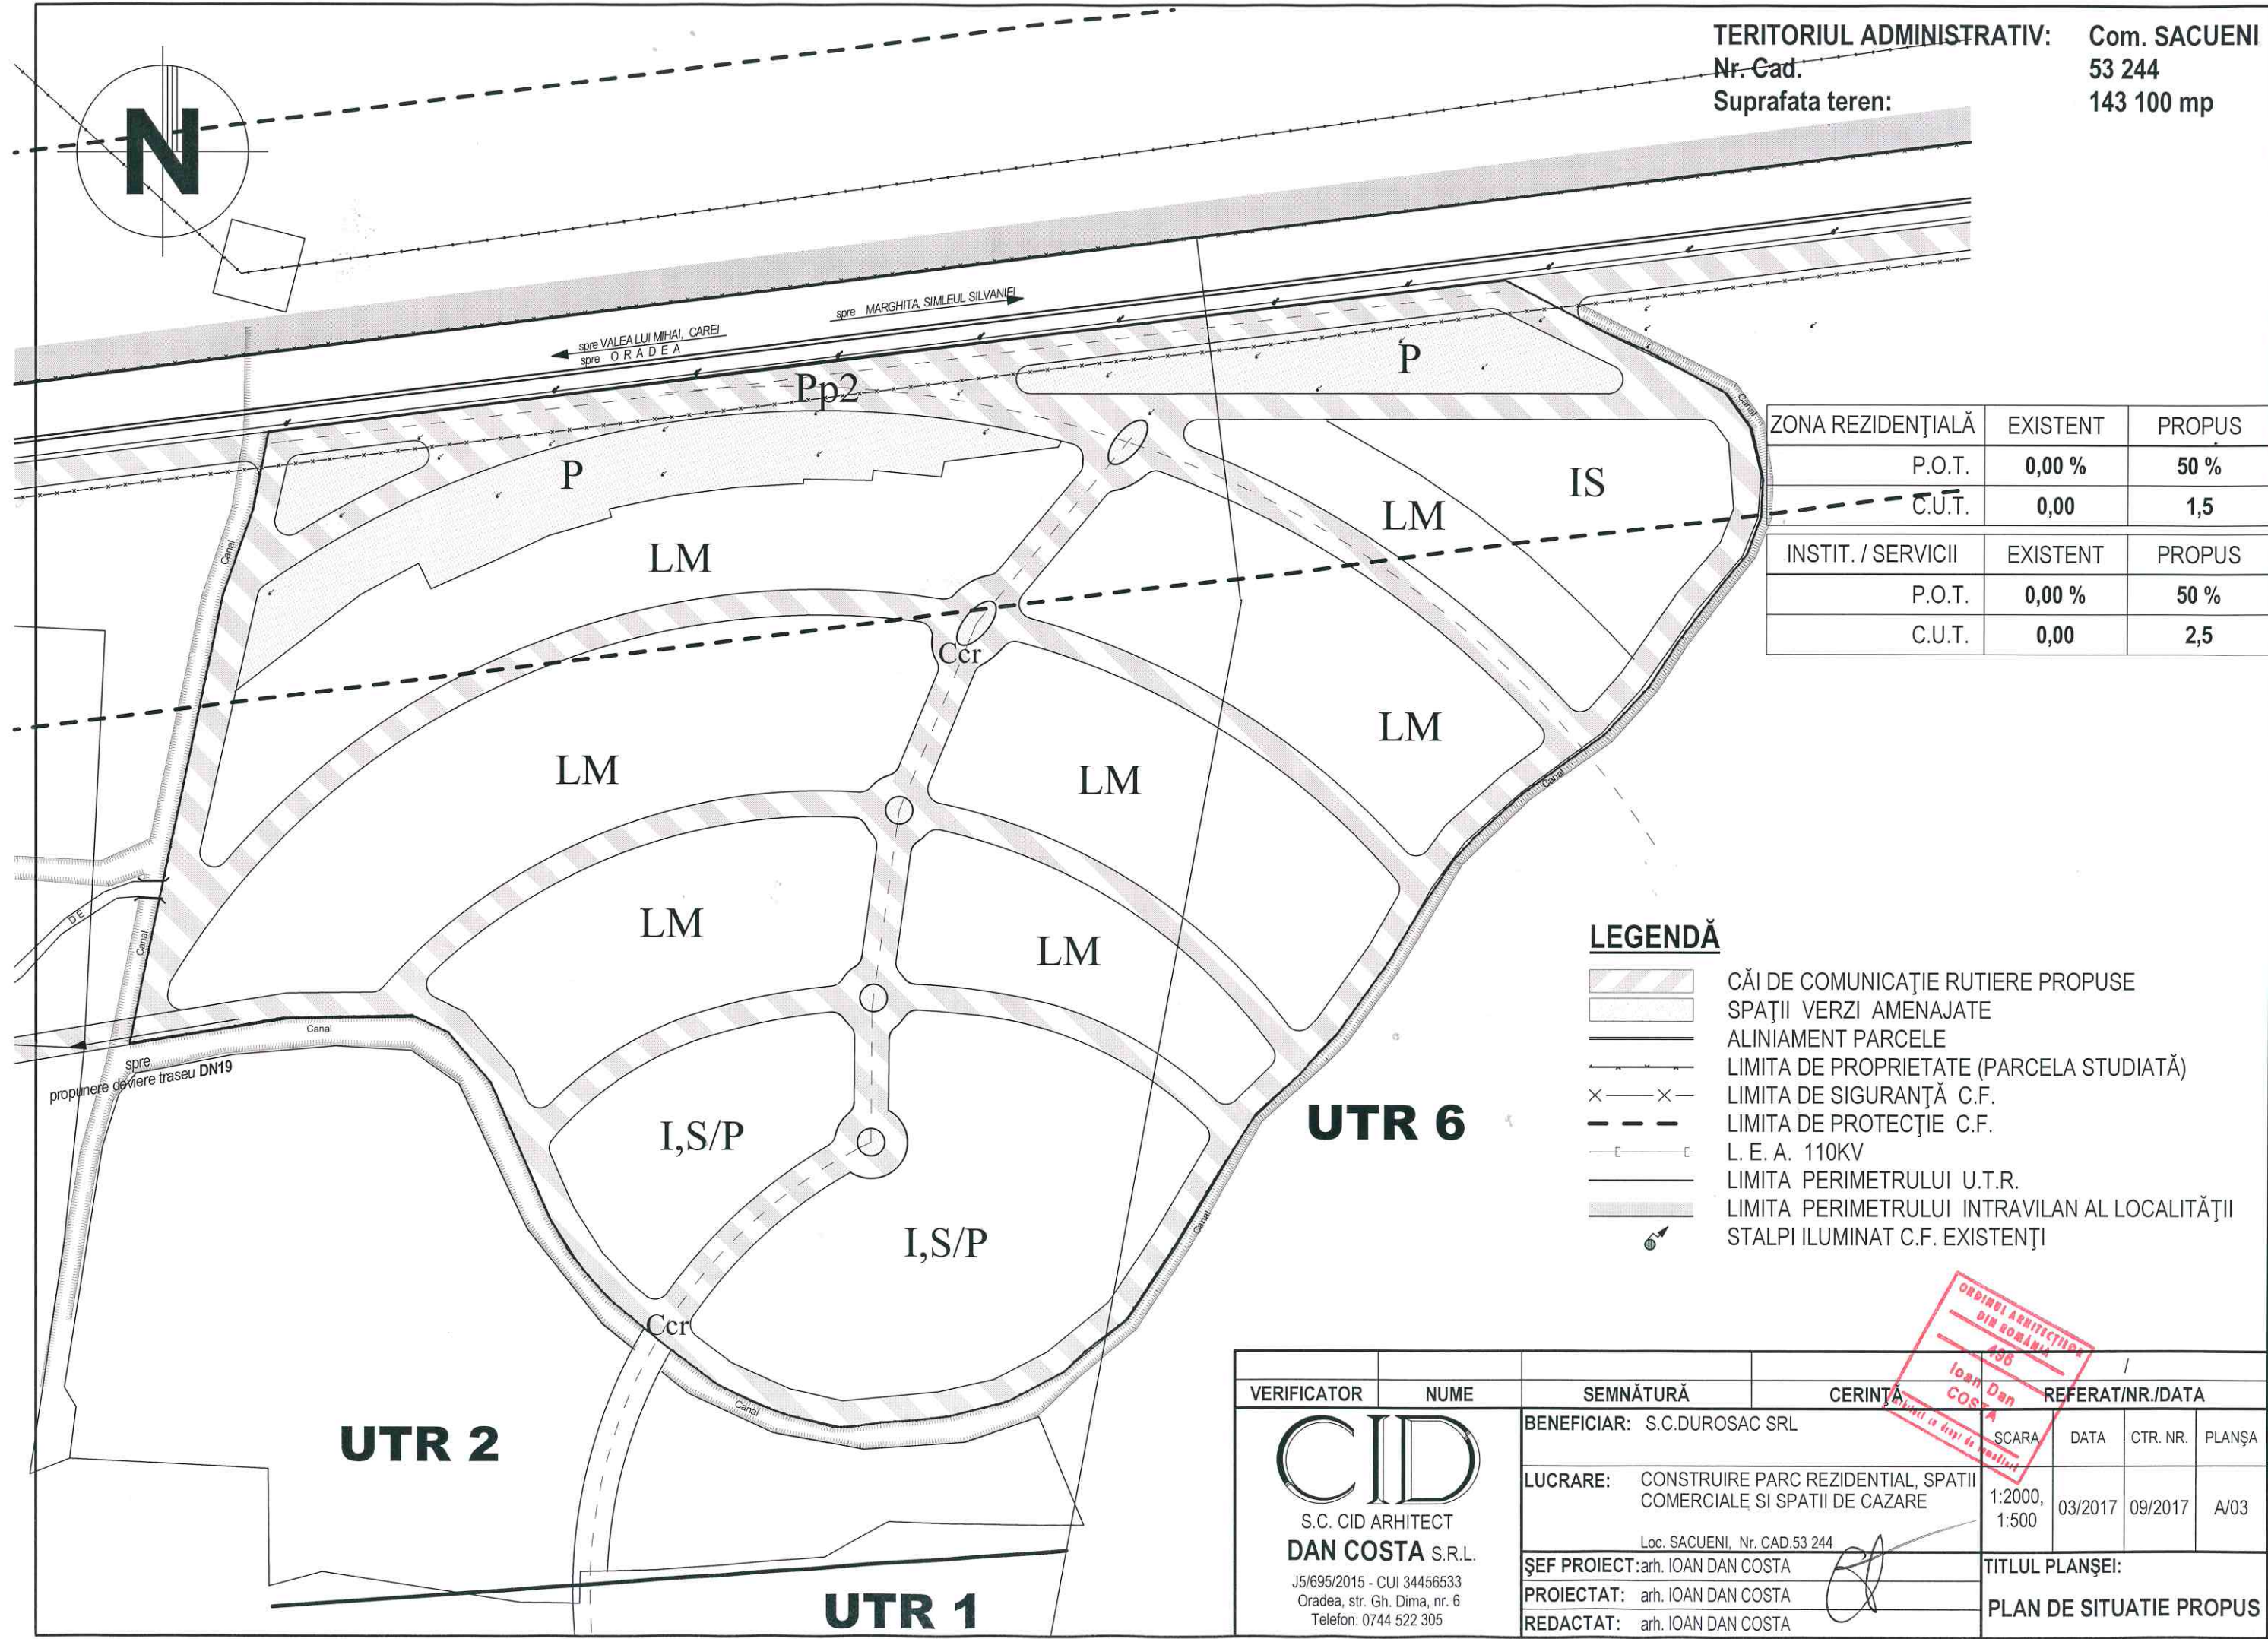 TERITORIUL ADMINISTRATIV: Com. SACUENI
Nr. Cad. 53 244
Suprafata teren: 143 100 mp
N
spre VALEA LUI MIHAI, CAREI
spre ORADEA
spre MARGHITA, SIMLEUL SILVANIEI
Pp2
P
P
IS
LM
LM
Ccr
LM
LM
LM
LM
LM
I,S/P
I,S/P
Ccr
Canal
Canal
Canal
Canal
Canal
Canal
Canal
DE
spre
propunere deviere traseu DN19
UTR 6
UTR 2
UTR 1
ZONA REZIDENŢIALĂ EXISTENT PROPUS
P.O.T. 0,00 % 50 %
C.U.T. 0,00 1,5
INSTIT. / SERVICII EXISTENT PROPUS
P.O.T. 0,00 % 50 %
C.U.T. 0,00 2,5
LEGENDĂ
CĂI DE COMUNICAŢIE RUTIERE PROPUSE
SPAŢII VERZI AMENAJATE
ALINIAMENT PARCELE
LIMITA DE PROPRIETATE (PARCELA STUDIATĂ)
LIMITA DE SIGURANŢĂ C.F.
LIMITA DE PROTECŢIE C.F.
L. E. A. 110KV
LIMITA PERIMETRULUI U.T.R.
LIMITA PERIMETRULUI INTRAVILAN AL LOCALITĂŢII
STALPI ILUMINAT C.F. EXISTENŢI
ORDINUL ARHITECŢILOR
DIN ROMÂNIA
Ioan Dan
COSTA
Arhitect cu drept de semnătură
/
VERIFICATOR NUME SEMNĂTURĂ CERINŢĂ REFERAT/NR./DATA
CID
S.C. CID ARHITECT
DAN COSTA S.R.L.
J5/695/2015 - CUI 34456533
Oradea, str. Gh. Dima, nr. 6
Telefon: 0744 522 305
BENEFICIAR: S.C.DUROSAC SRL
LUCRARE: CONSTRUIRE PARC REZIDENTIAL, SPATII
COMERCIALE SI SPATII DE CAZARE
Loc. SACUENI, Nr. CAD.53 244
ŞEF PROIECT: arh. IOAN DAN COSTA
PROIECTAT: arh. IOAN DAN COSTA
REDACTAT: arh. IOAN DAN COSTA
SCARA DATA CTR. NR. PLANŞA
1:2000,
1:500 03/2017 09/2017 A/03
TITLUL PLANŞEI:
PLAN DE SITUATIE PROPUS